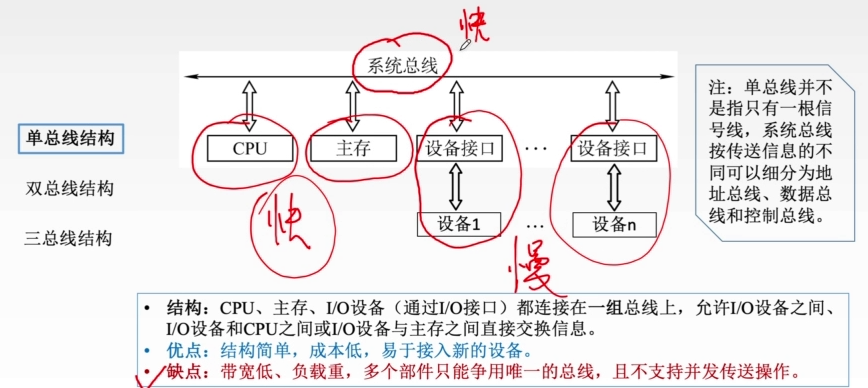 快
系统总线
单总线结构
双总线结构
三总线结构
CPU
主存
设备接口
...
设备接口
设备1
...
设备n
快
慢
注：单总线并不
是指只有一根信
号线，系统总线
按传送信息的不
同可以细分为地
址总线、数据总
线和控制总线。
• 结构：CPU、主存、I/O设备（通过I/O接口）都连接在一组总线上，允许I/O设备之间、
I/O设备和CPU之间或I/O设备与主存之间直接交换信息。
• 优点：结构简单，成本低，易于接入新的设备。
• 缺点：带宽低、负载重，多个部件只能争用唯一的总线，且不支持并发传送操作。